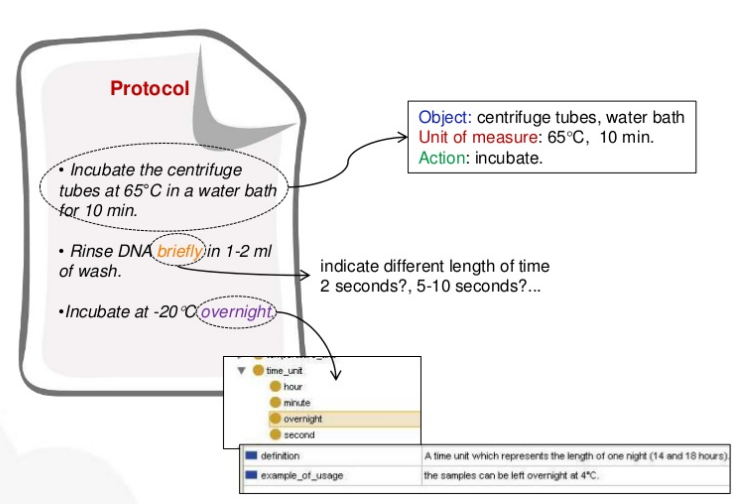 Protocol
• Incubate the centrifuge
tubes at 65°C in a water bath
for 10 min.
• Rinse DNA briefly in 1-2 ml
of wash.
•Incubate at -20°C overnight.
Object: centrifuge tubes, water bath
Unit of measure: 65°C, 10 min.
Action: incubate.
indicate different length of time
2 seconds?, 5-10 seconds?...
time_unit
hour
minute
overnight
second
definition A time unit which represents the length of one night (14 and 18 hours).
example_of_usage the samples can be left overnight at 4°C.